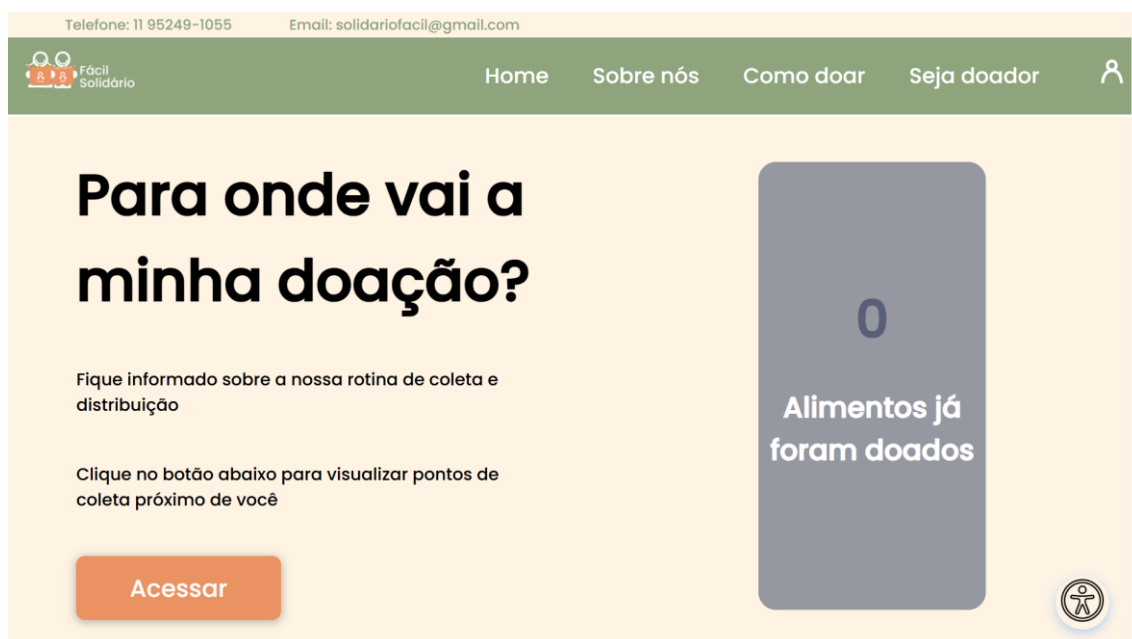 Telefone: 11 95249-1055 Email: solidariofacil@gmail.com
Fácil
Solidário
Home Sobre nós Como doar Seja doador
Para onde vai a
minha doação?
Fique informado sobre a nossa rotina de coleta e
distribuição
Clique no botão abaixo para visualizar pontos de
coleta próximo de você
Acessar
0
Alimentos já
foram doados